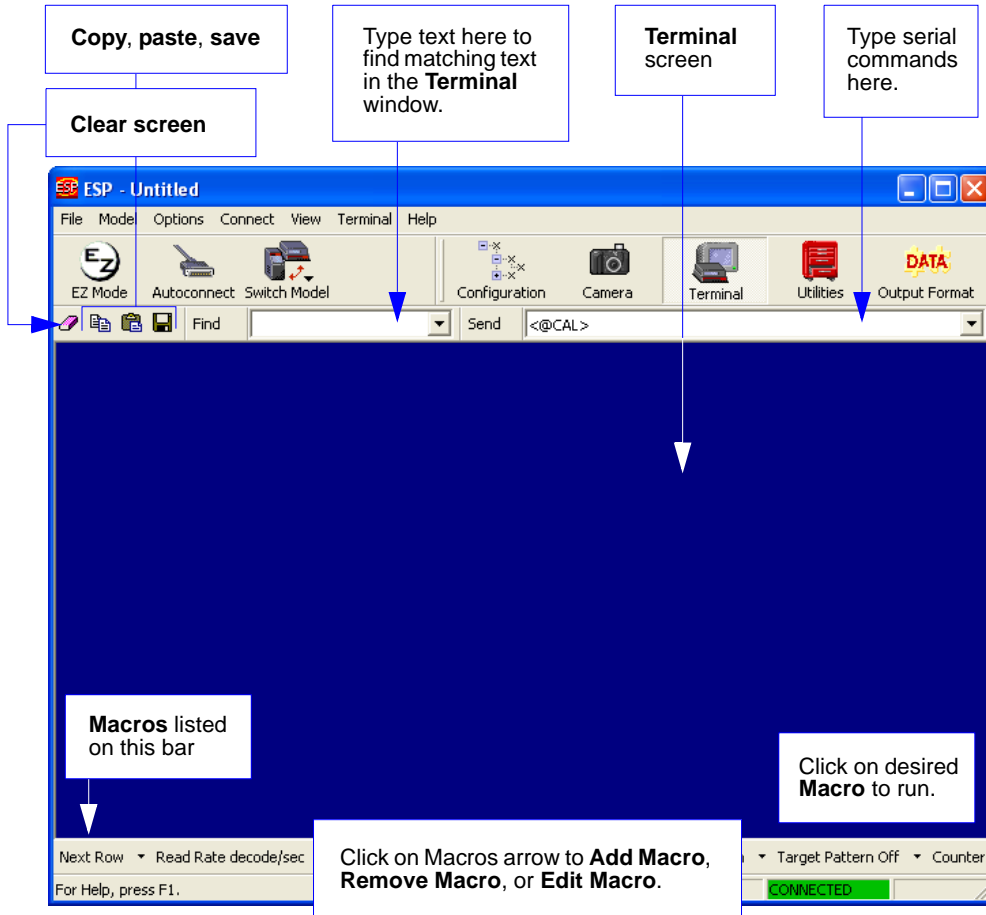 Copy, paste, save
Clear screen
Type text here to
find matching text
in the Terminal
window.
Terminal
screen
Type serial
commands
here.
ESP - Untitled
File Model Options Connect View Terminal Help
EZ
EZ Mode Autoconnect Switch Model Configuration Camera Terminal Utilities DATA Output Format
Find Send <@CAL>
Macros listed
on this bar
Click on desired
Macro to run.
Next Row Read Rate decode/sec Target Pattern Off Counter
Click on Macros arrow to Add Macro,
Remove Macro, or Edit Macro.
For Help, press F1. CONNECTED